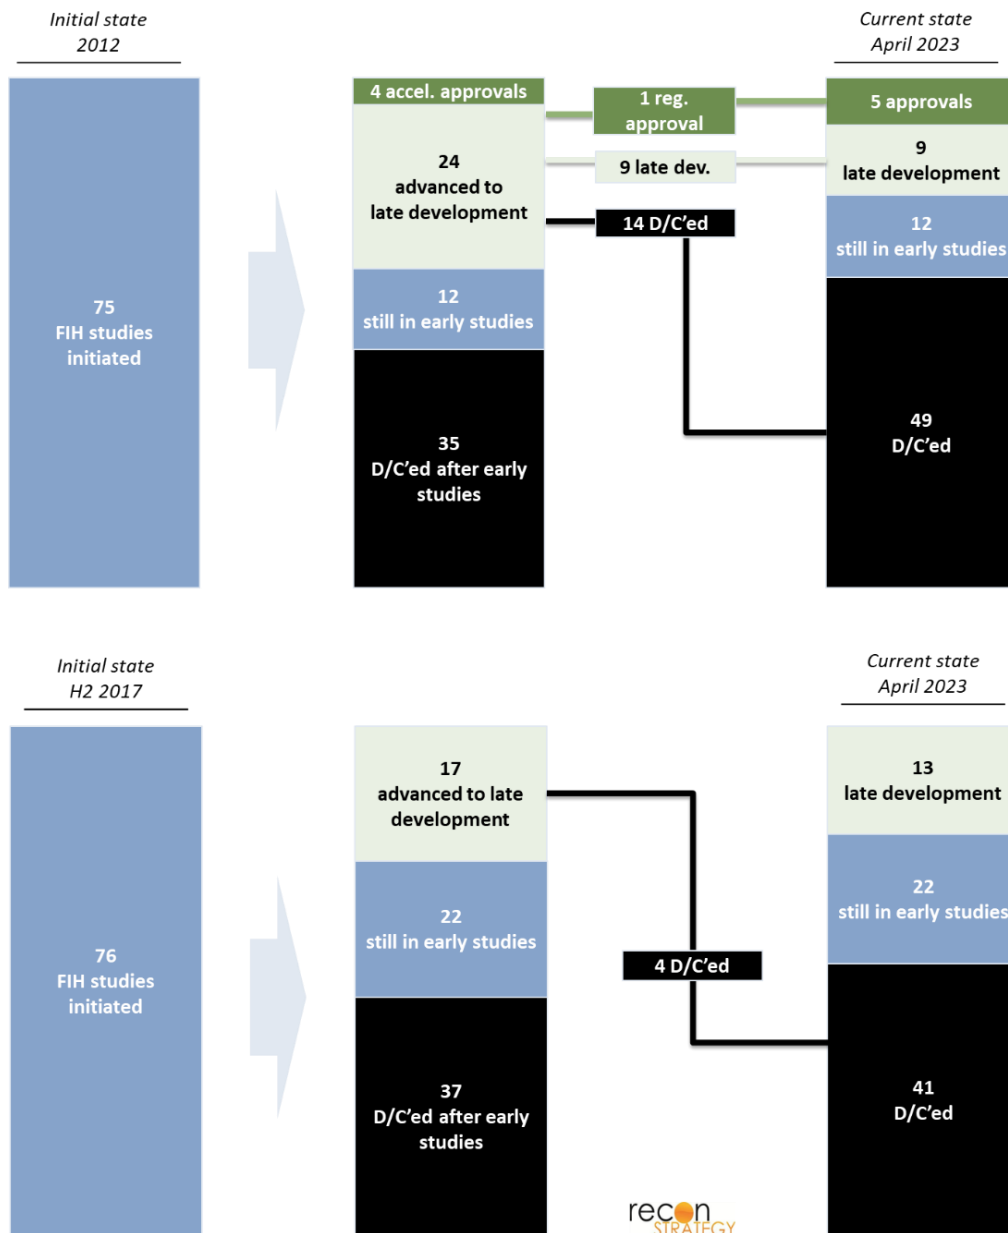 Initial state
2012
Current state
April 2023
75
FIH studies
initiated
4 accel. approvals
24
advanced to
late development
12
still in early studies
35
D/C'ed after early
studies
1 reg.
approval
9 late dev.
14 D/C'ed
5 approvals
9
late development
12
still in early studies
49
D/C'ed
Initial state
H2 2017
Current state
April 2023
76
FIH studies
initiated
17
advanced to late
development
22
still in early studies
37
D/C'ed after early
studies
4 D/C'ed
13
late development
22
still in early studies
41
D/C'ed
recon
STRATEGY